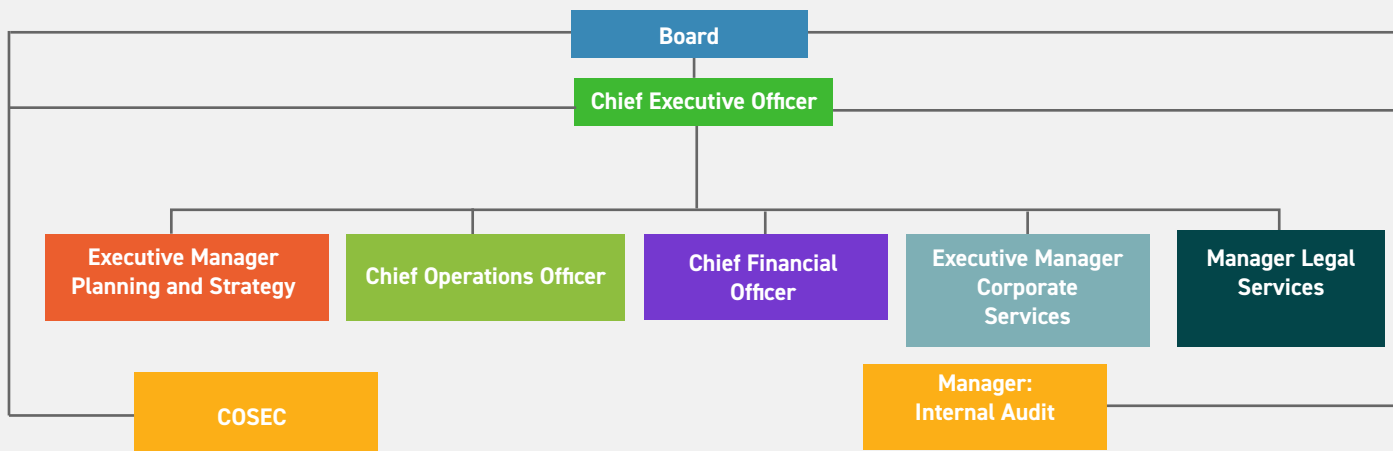 Board
Chief Executive Officer
Executive Manager
Planning and Strategy
Chief Operations Officer
Chief Financial
Officer
Executive Manager
Corporate
Services
Manager Legal
Services
COSEC
Manager:
Internal Audit